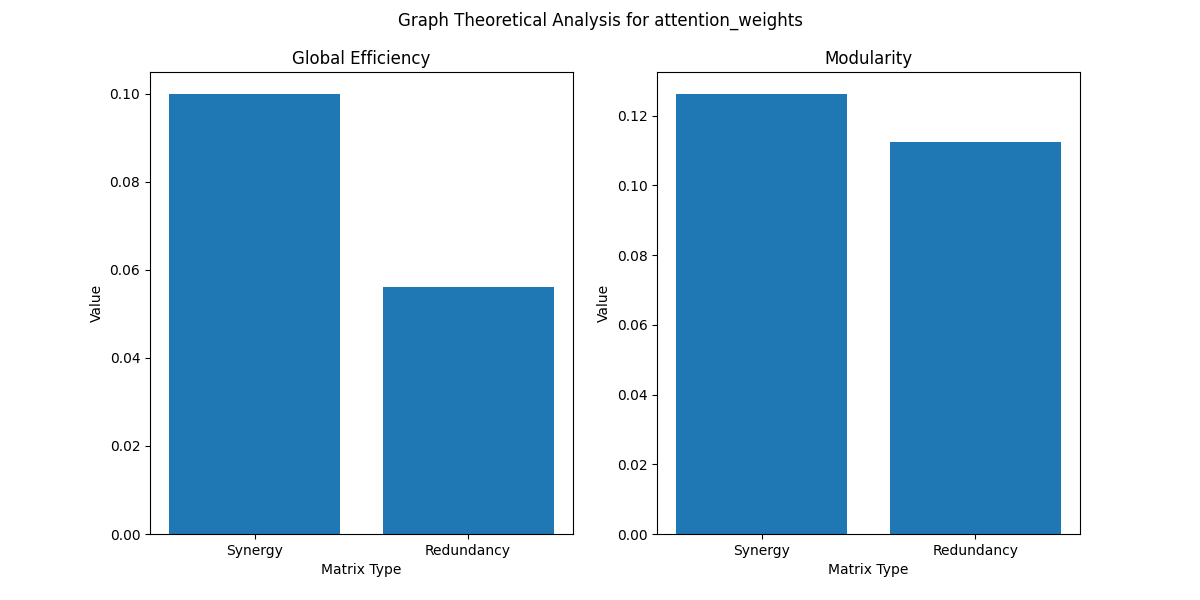 Graph Theoretical Analysis for attention_weights
Global Efficiency
0.10
0.08
0.06
0.04
0.02
0.00
Value
Synergy
Redundancy
Matrix Type
Modularity
0.12
0.10
0.08
0.06
0.04
0.02
0.00
Value
Synergy
Redundancy
Matrix Type